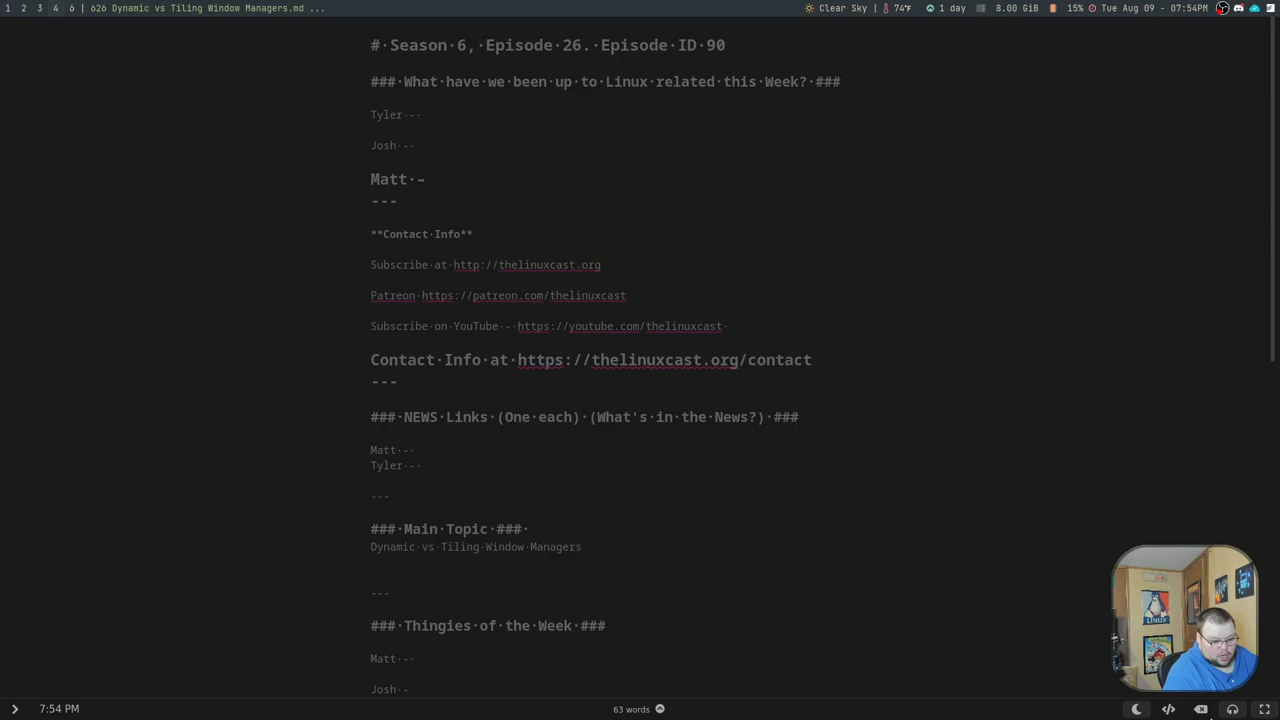 1 2 3 4 6 | 626 Dynamic vs Tiling Window Managers.md ... Clear Sky | 74°F 1 day 8.00 GiB 15% Tue Aug 09 - 07:54PM
# Season 6, Episode 26. Episode ID 90
### What have we been up to Linux related this Week? ###
Tyler -
Josh -
Matt –
---
**Contact Info**
Subscribe at http://thelinuxcast.org
Patreon https://patreon.com/thelinuxcast
Subscribe on YouTube - https://youtube.com/thelinuxcast
Contact Info at https://thelinuxcast.org/contact
---
### NEWS Links (One each) (What's in the News?) ###
Matt -
Tyler -
---
### Main Topic ###
Dynamic vs Tiling Window Managers
---
### Thingies of the Week ###
Matt -
Josh -
LINUX
7:54 PM 63 words